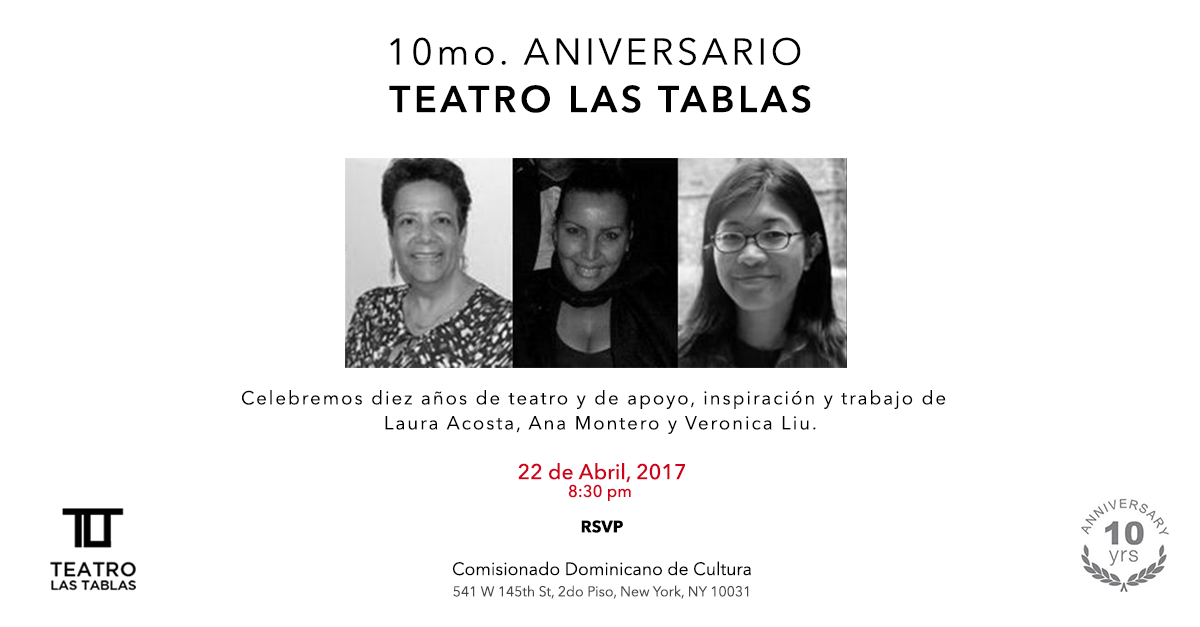 10mo. ANIVERSARIO
TEATRO LAS TABLAS
Celebremos diez años de teatro y de apoyo, inspiración y trabajo de
Laura Acosta, Ana Montero y Veronica Liu.
22 de Abril, 2017
8:30 pm
RSVP
Comisionado Dominicano de Cultura
541 W 145th St, 2do Piso, New York, NY 10031
TLT
TEATRO
LAS TABLAS
ANNIVERSARY
10
yrs